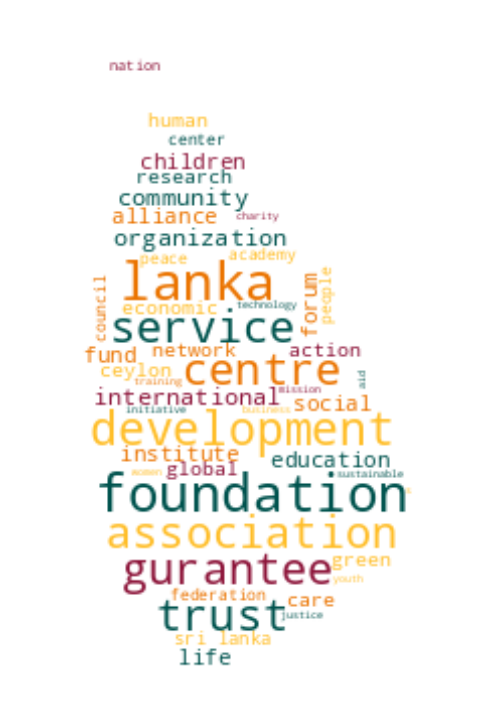 nation
human
center
children
research
community
alliance charity
organization
peace academy
lanka
council
forum
people
economic technology
service
fund network action
ceylon centre
training
aid
international mission social
initiative business
development
institute education
global
women sustainable
foundation
association
gurantee green
youth
federation care
trust justice
sri lanka
life